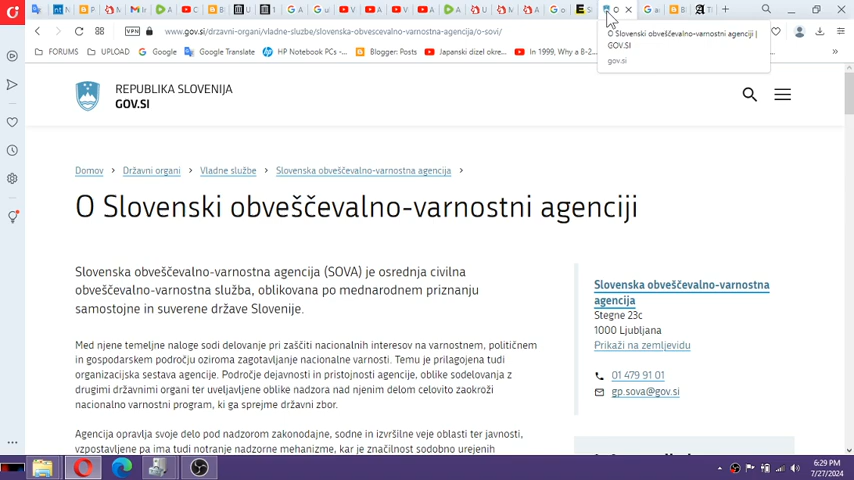 www.gov.si/drzavni-organi/vladne-sluzbe/slovenska-obvescevalno-varnostna-agencija/o-sovi/
VPN
FORUMS
UPLOAD
Google
Google Translate
HP Notebook PCs -...
Blogger: Posts
Japanski dizel okre...
In 1999, Why a B-2...
O Slovenski obveščevalno-varnostni agenciji |
GOV.SI
gov.si
REPUBLIKA SLOVENIJA
GOV.SI
Domov > Državni organi > Vladne službe > Slovenska obveščevalno-varnostna agencija >
O Slovenski obveščevalno-varnostni agenciji
Slovenska obveščevalno-varnostna agencija (SOVA) je osrednja civilna
obveščevalno-varnostna služba, oblikovana po mednarodnem priznanju
samostojne in suverene države Slovenije.
Med njene temeljne naloge sodi delovanje pri zaščiti nacionalnih interesov na varnostnem, političnem
in gospodarskem področju oziroma zagotavljanje nacionalne varnosti. Temu je prilagojena tudi
organizacijska sestava agencije. Področje dejavnosti in pristojnosti agencije, oblike sodelovanja z
drugimi državnimi organi ter uveljavljene oblike nadzora nad njenim delom celovito zaokroži
nacionalno varnostni program, ki ga sprejme državni zbor.
Agencija opravlja svoje delo pod nadzorom zakonodajne, sodne in izvršilne veje oblasti ter javnosti,
vzpostavljene pa ima tudi notranje nadzorne mehanizme, kar je značilnost sodobno urejenih
Slovenska obveščevalno-varnostna
agencija
Stegne 23c
1000 Ljubljana
Prikaži na zemljevidu
01 479 91 01
gp.sova@gov.si
6:29 PM
7/27/2024